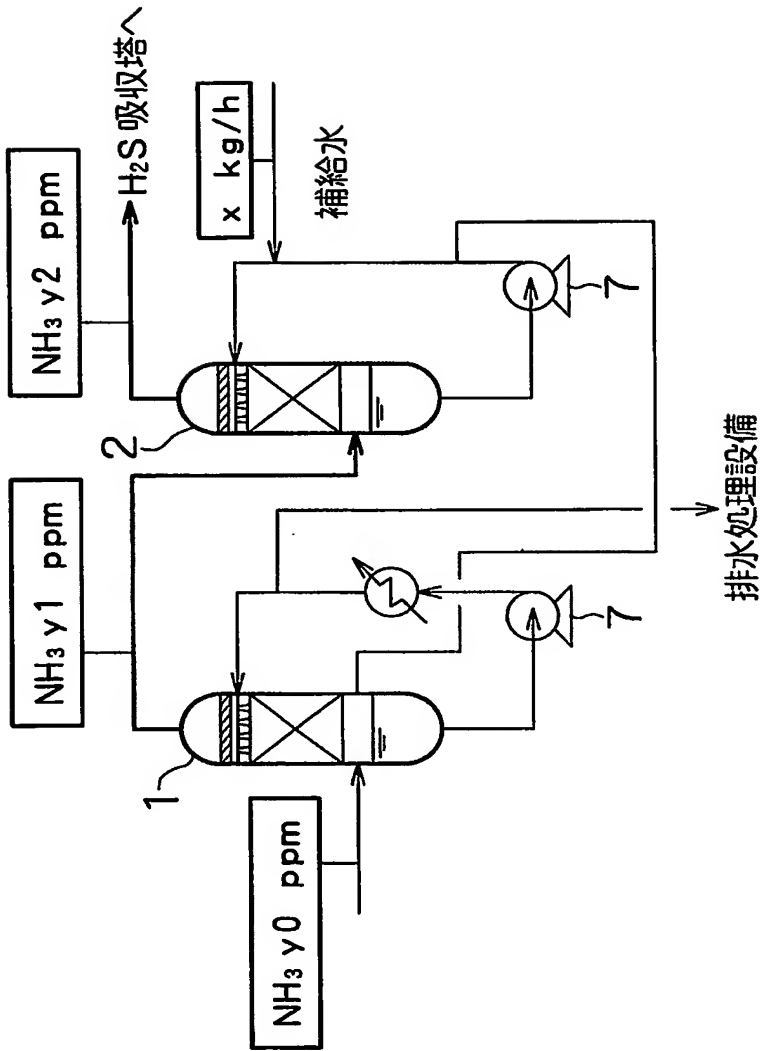 NH₃ y0 ppm
1
NH₃ y1 ppm
7
排水処理設備
2
NH₃ y2 ppm
H₂S 吸収塔へ
x kg/h
補給水
7